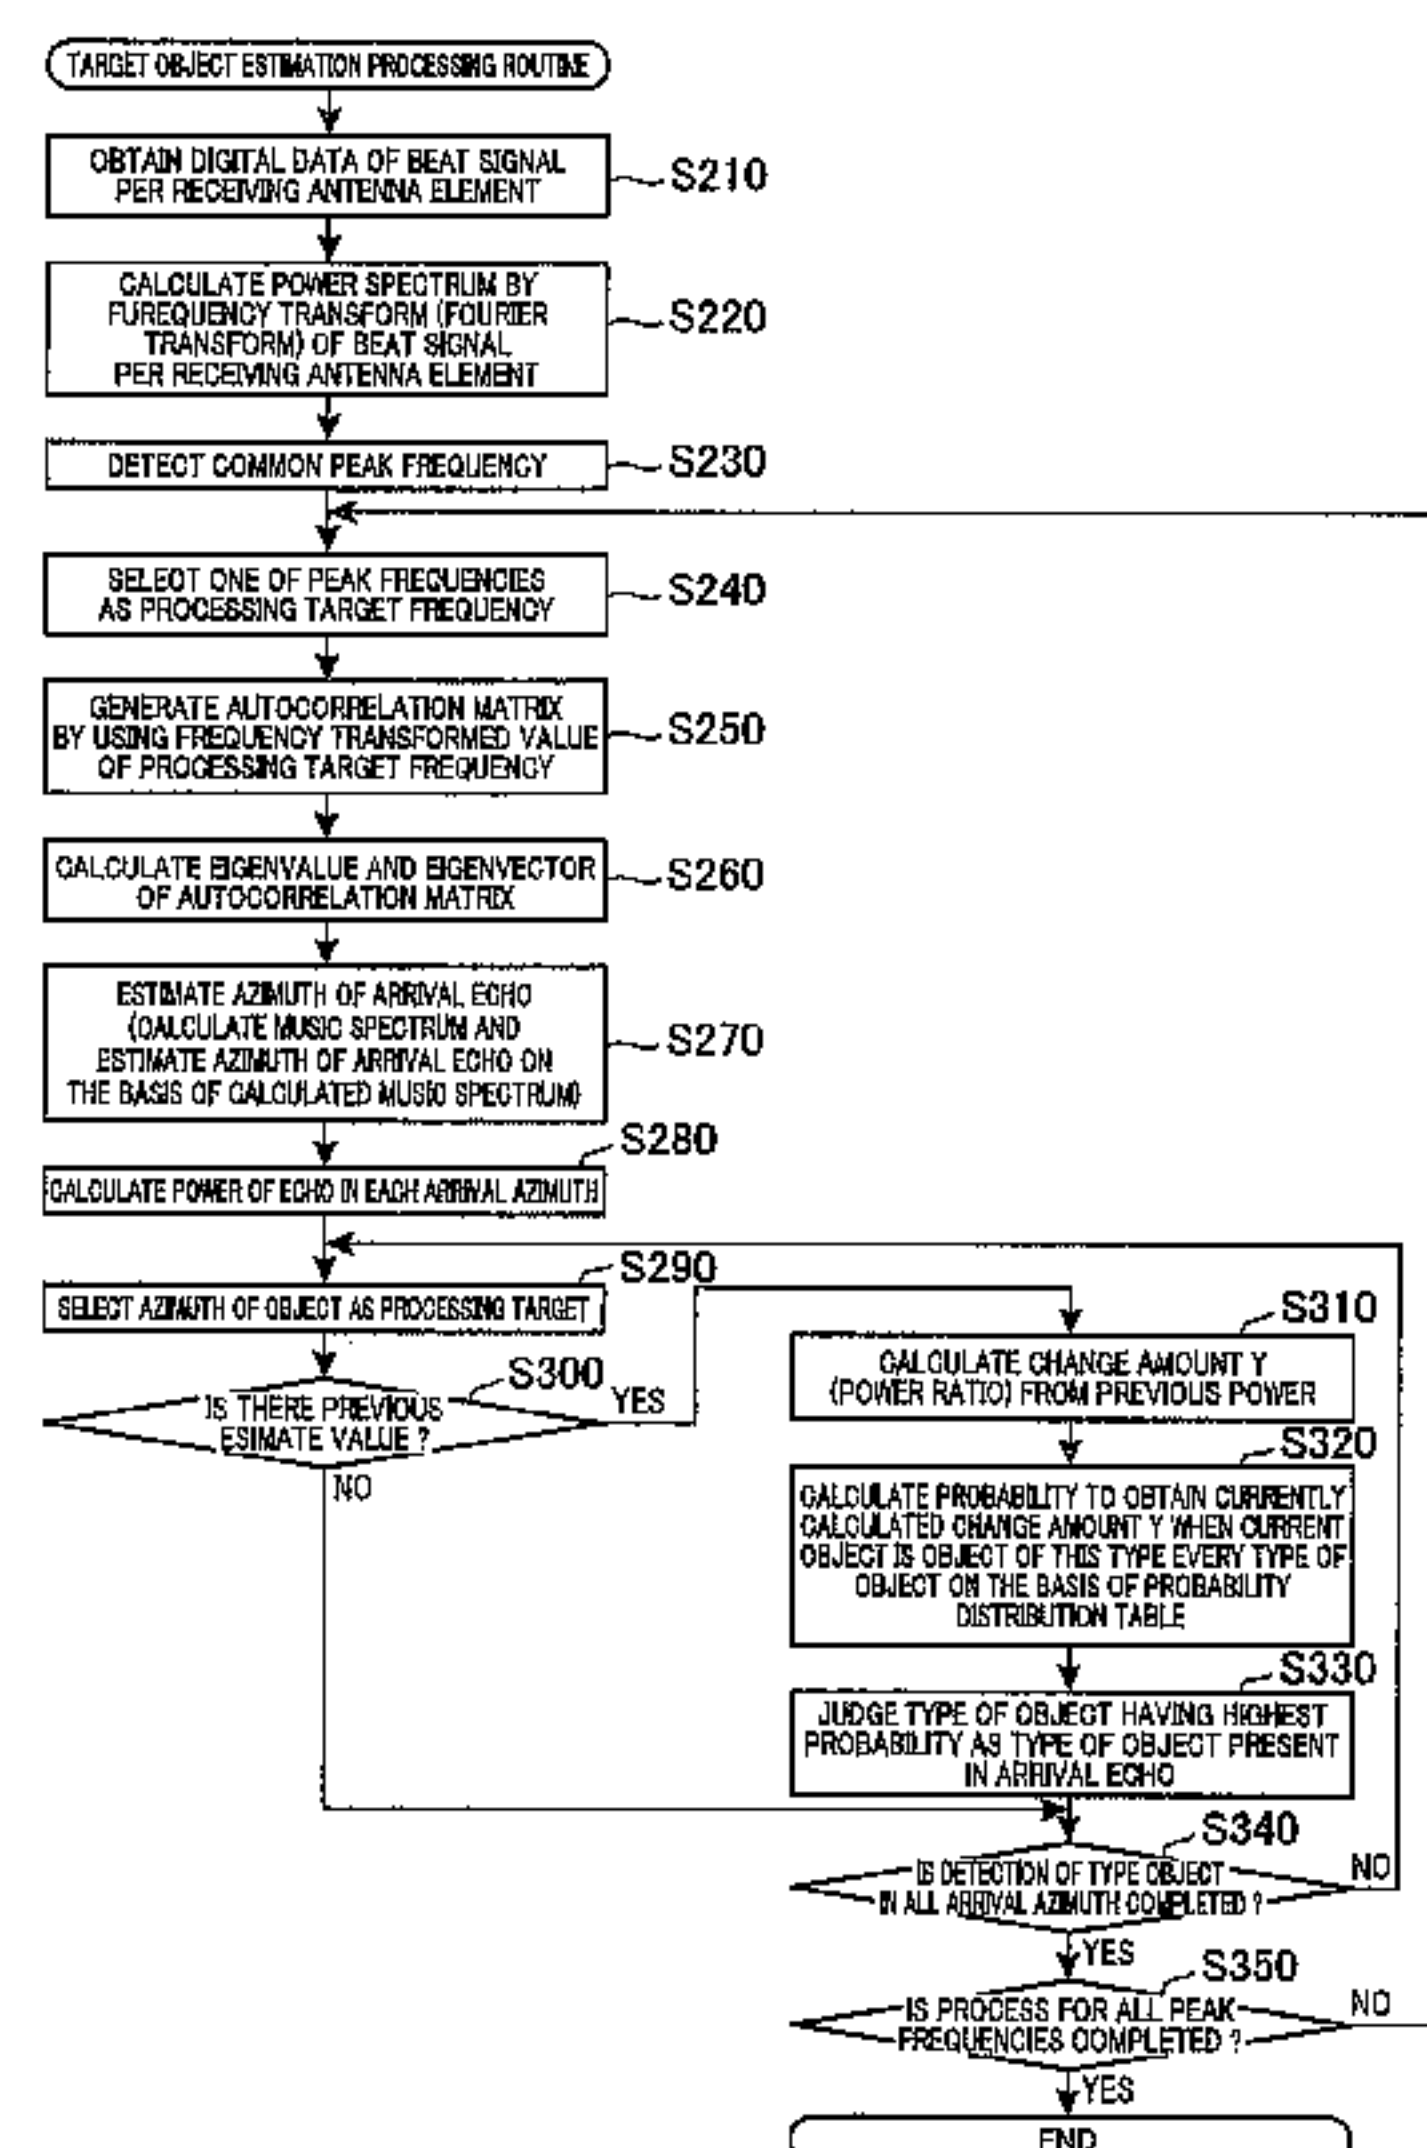 TARGET OBJECT ESTIMATION PROCESSING ROUTINE
OBTAIN DIGITAL DATA OF BEAT SIGNAL
PER RECEIVING ANTENNA ELEMENT
S210
CALCULATE POWER SPECTRUM BY
FUREQUENCY TRANSFORM (FOURIER
TRANSFORM) OF BEAT SIGNAL
PER RECEIVING ANTENNA ELEMENT
S220
DETECT COMMON PEAK FREQUENCY
S230
SELECT ONE OF PEAK FREQUENCIES
AS PROCESSING TARGET FREQUENCY
S240
GENERATE AUTOCORRELATION MATRIX
BY USING FREQUENCY TRANSFORMED VALUE
OF PROCESSING TARGET FREQUENCY
S250
CALCULATE EIGENVALUE AND EIGENVECTOR
OF AUTOCORRELATION MATRIX
S260
ESTIMATE AZIMUTH OF ARRIVAL ECHO
(CALCULATE MUSIC SPECTRUM AND
ESTIMATE AZIMUTH OF ARRIVAL ECHO ON
THE BASIS OF CALCULATED MUSIC SPECTRUM)
S270
S280
CALCULATE POWER OF ECHO IN EACH ARRIVAL AZIMUTH
S290
SELECT AZIMUTH OF OBJECT AS PROCESSING TARGET
S300
IS THERE PREVIOUS
ESIMATE VALUE ?
YES
NO
S310
CALCULATE CHANGE AMOUNT Y
(POWER RATIO) FROM PREVIOUS POWER
S320
CALCULATE PROBABILITY TO OBTAIN CURRENTLY
CALCULATED CHANGE AMOUNT Y WHEN CURRENT
OBJECT IS OBJECT OF THIS TYPE EVERY TYPE OF
OBJECT ON THE BASIS OF PROBABILITY
DISTRIBUTION TABLE
S330
JUDGE TYPE OF OBJECT HAVING HIGHEST
PROBABILITY AS TYPE OF OBJECT PRESENT
IN ARRIVAL ECHO
S340
IS DETECTION OF TYPE OBJECT
IN ALL ARRIVAL AZIMUTH COMPLETED ?
NO
YES
S350
IS PROCESS FOR ALL PEAK
FREQUENCIES COMPLETED ?
NO
YES
END